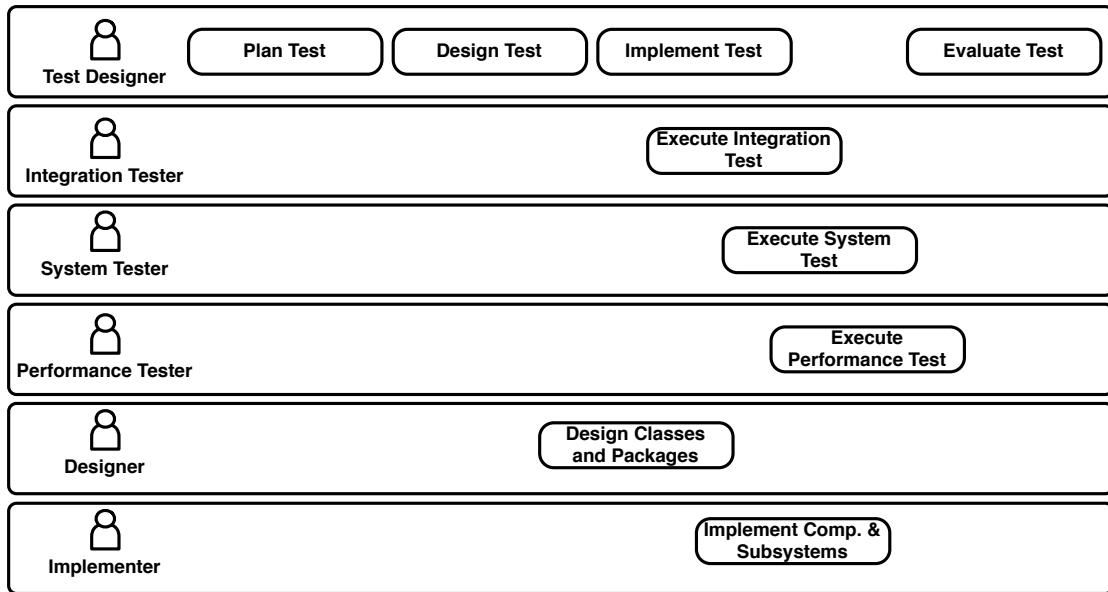 Plan Test
Design Test
Implement Test
Evaluate Test
Test Designer
Execute Integration
Test
Integration Tester
Execute System
Test
System Tester
Execute
Performance Test
Performance Tester
Design Classes
and Packages
Designer
Implement Comp. &
Subsystems
Implementer